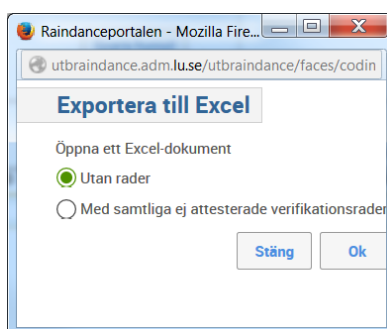 Raindanceportalen - Mozilla Fire...
utbraindance.adm.lu.se/utbraindance/faces/codin
Exportera till Excel
Öppna ett Excel-dokument
Utan rader
Med samtliga ej attesterade verifikationsrader
Stäng Ok